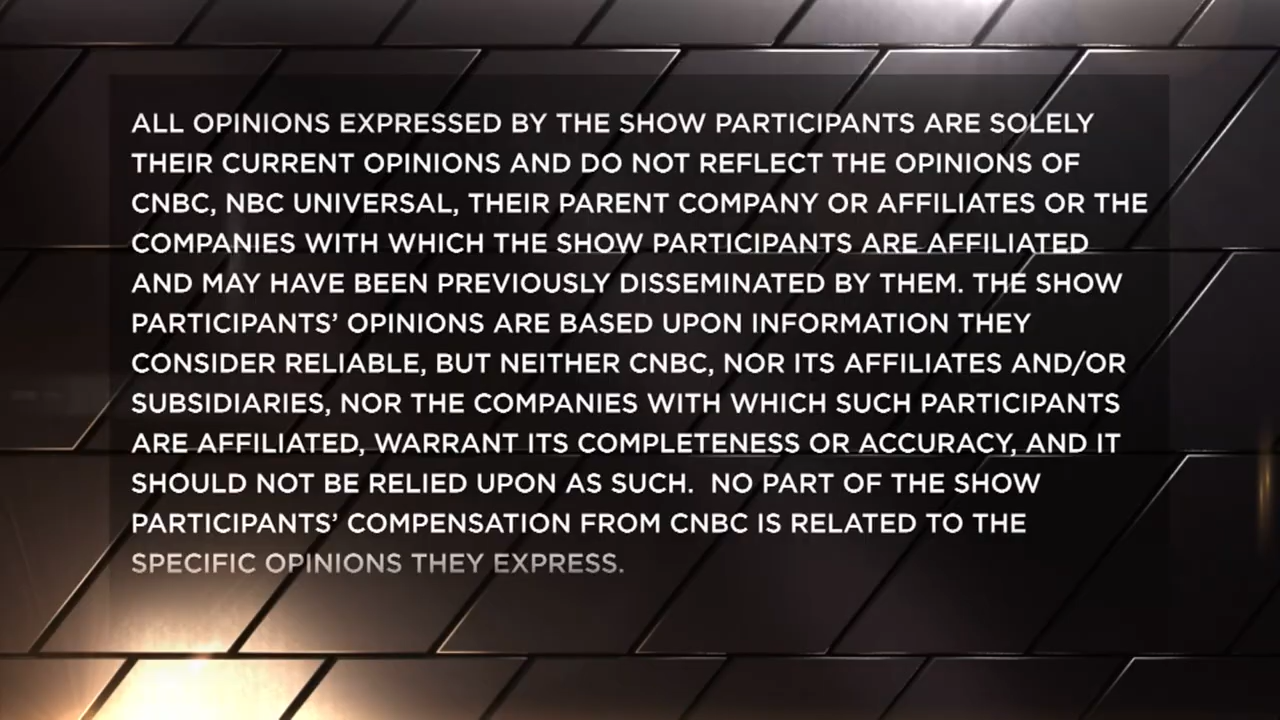 ALL OPINIONS EXPRESSED BY THE SHOW PARTICIPANTS ARE SOLELY
THEIR CURRENT OPINIONS AND DO NOT REFLECT THE OPINIONS OF
CNBC, NBC UNIVERSAL, THEIR PARENT COMPANY OR AFFILIATES OR THE
COMPANIES WITH WHICH THE SHOW PARTICIPANTS ARE AFFILIATED
AND MAY HAVE BEEN PREVIOUSLY DISSEMINATED BY THEM. THE SHOW
PARTICIPANTS’ OPINIONS ARE BASED UPON INFORMATION THEY
CONSIDER RELIABLE, BUT NEITHER CNBC, NOR ITS AFFILIATES AND/OR
SUBSIDIARIES, NOR THE COMPANIES WITH WHICH SUCH PARTICIPANTS
ARE AFFILIATED, WARRANT ITS COMPLETENESS OR ACCURACY, AND IT
SHOULD NOT BE RELIED UPON AS SUCH.  NO PART OF THE SHOW
PARTICIPANTS’ COMPENSATION FROM CNBC IS RELATED TO THE
SPECIFIC OPINIONS THEY EXPRESS.